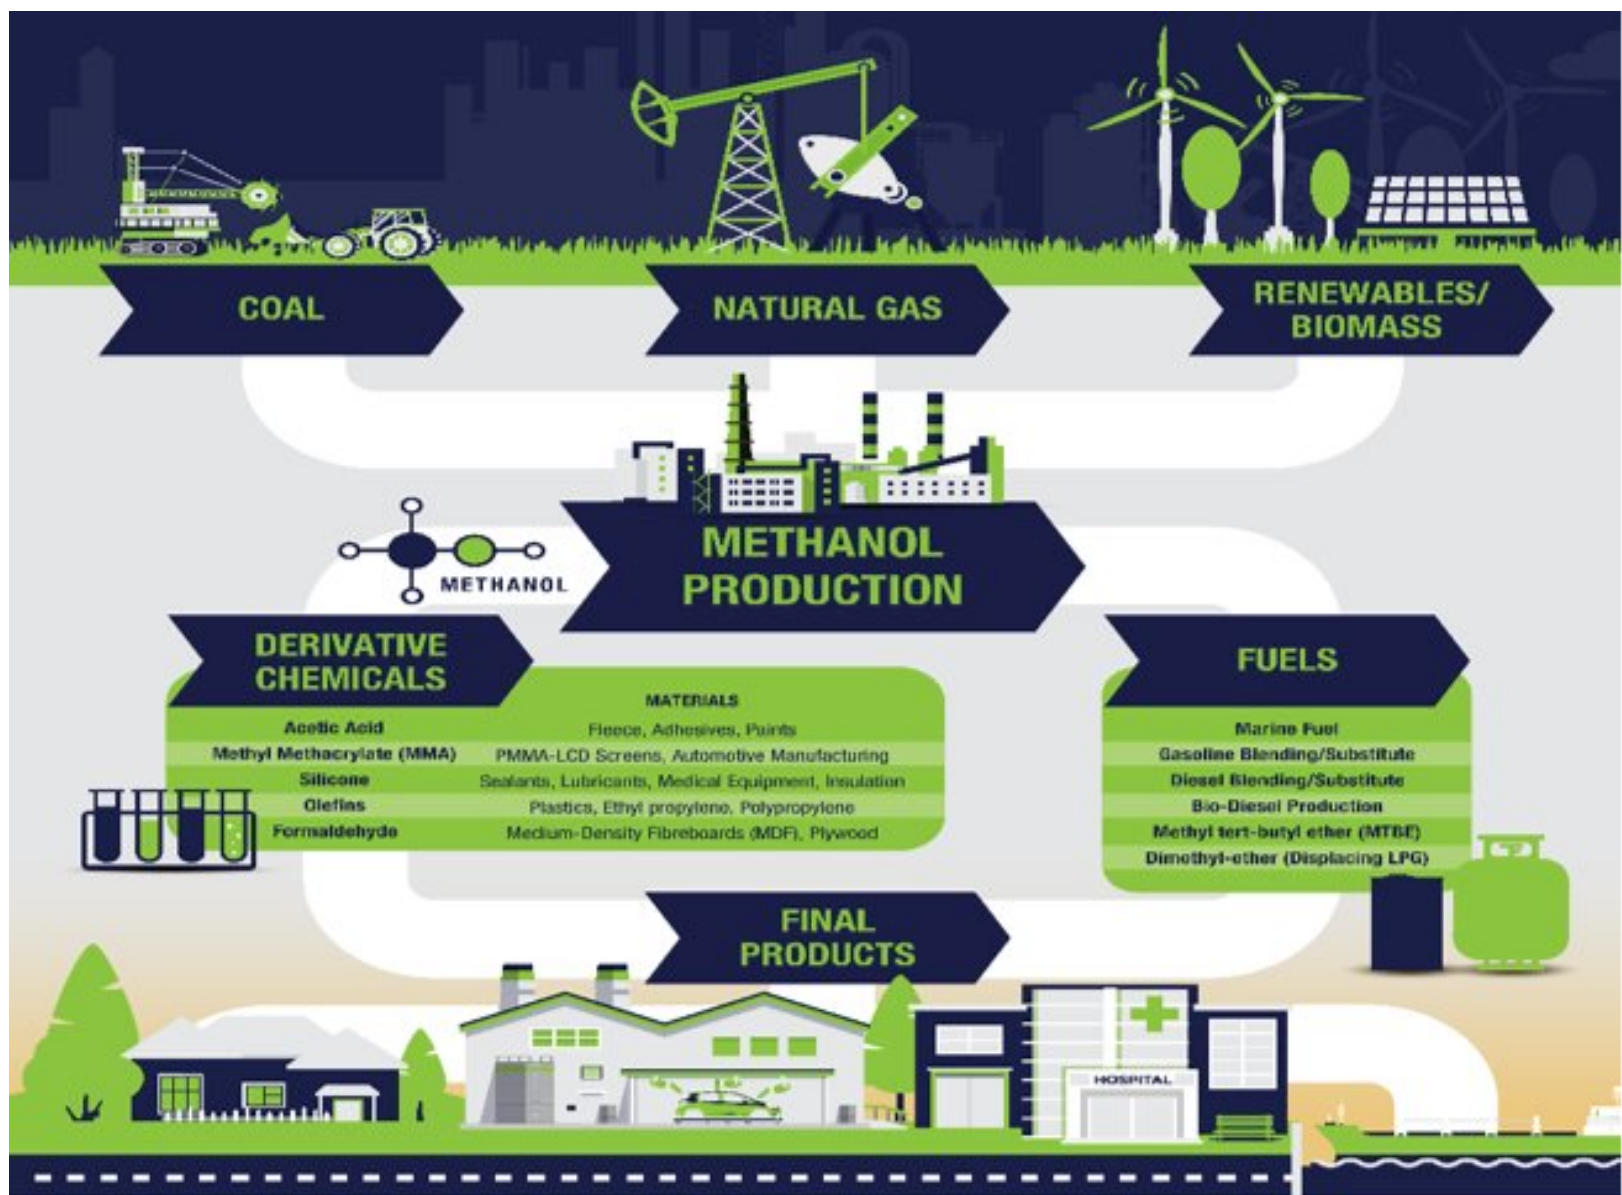 COAL
NATURAL GAS
RENEWABLES/
BIOMASS
METHANOL
METHANOL
PRODUCTION
DERIVATIVE
CHEMICALS
MATERIALS
Acetic Acid
Fleece, Adhesives, Paints
Methyl Methacrylate (MMA)
PMMA-LCD Screens, Automotive Manufacturing
Silicone
Sealants, Lubricants, Medical Equipment, Insulation
Olefins
Plastics, Ethyl propylene, Polypropylene
Formaldehyde
Medium-Density Fibreboards (MDF), Plywood
FUELS
Marine Fuel
Gasoline Blending/Substitute
Diesel Blending/Substitute
Bio-Diesel Production
Methyl tert-butyl ether (MTBE)
Dimethyl-ether (Displacing LPG)
FINAL
PRODUCTS
HOSPITAL